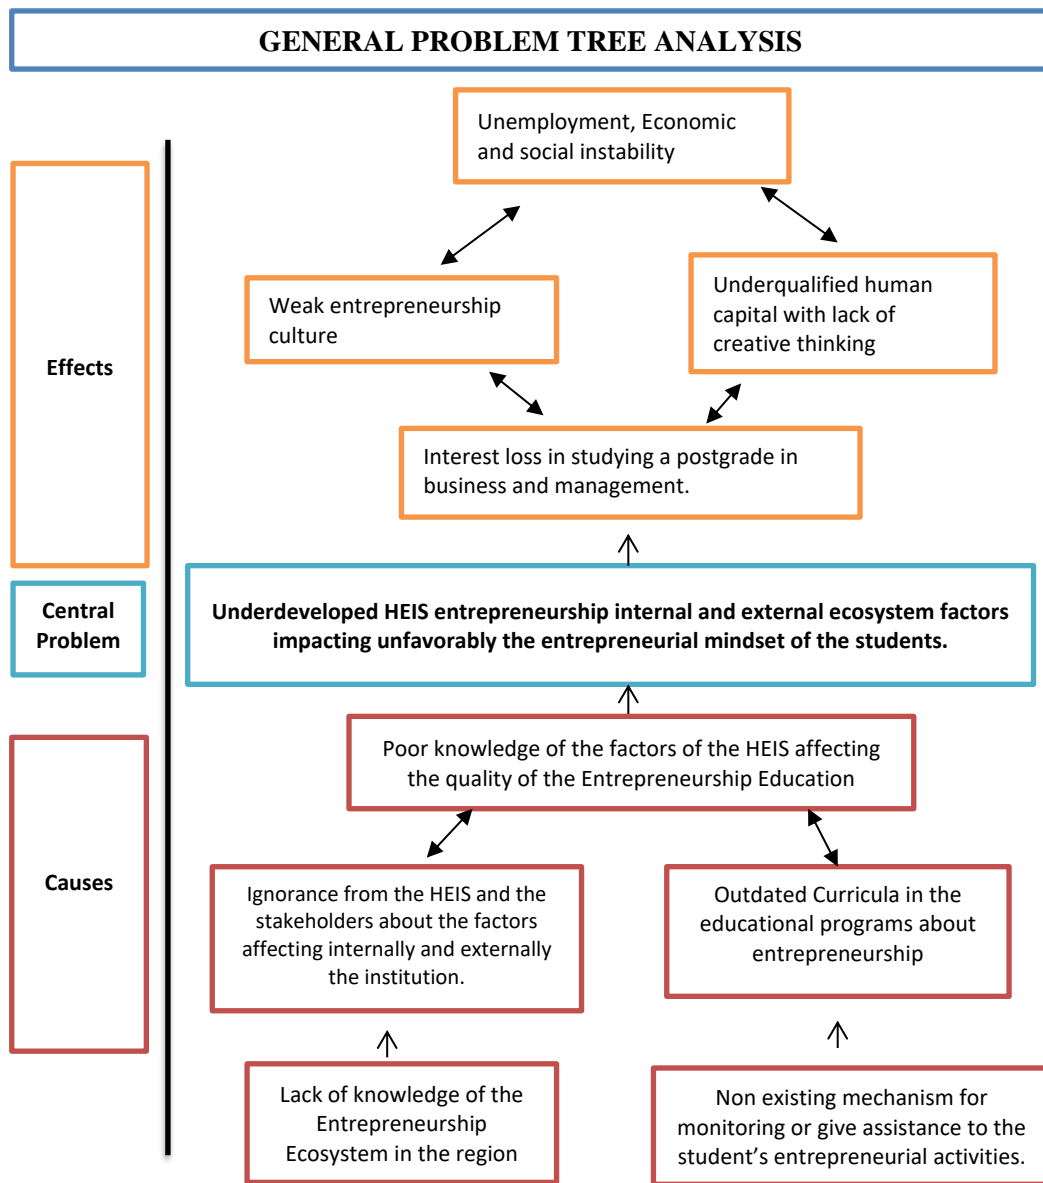 GENERAL PROBLEM TREE ANALYSIS
Unemployment, Economic
and social instability
Weak entrepreneurship
culture
Underqualified human
capital with lack of
creative thinking
Effects
Interest loss in studying a postgrade in
business and management.
Central
Problem
Underdeveloped HEIS entrepreneurship internal and external ecosystem factors
impacting unfavorably the entrepreneurial mindset of the students.
Poor knowledge of the factors of the HEIS affecting
the quality of the Entrepreneurship Education
Causes
Ignorance from the HEIS and the
stakeholders about the factors
affecting internally and externally
the institution.
Outdated Curricula in the
educational programs about
entrepreneurship
Lack of knowledge of the
Entrepreneurship
Ecosystem in the region
Non existing mechanism for
monitoring or give assistance to the
student’s entrepreneurial activities.